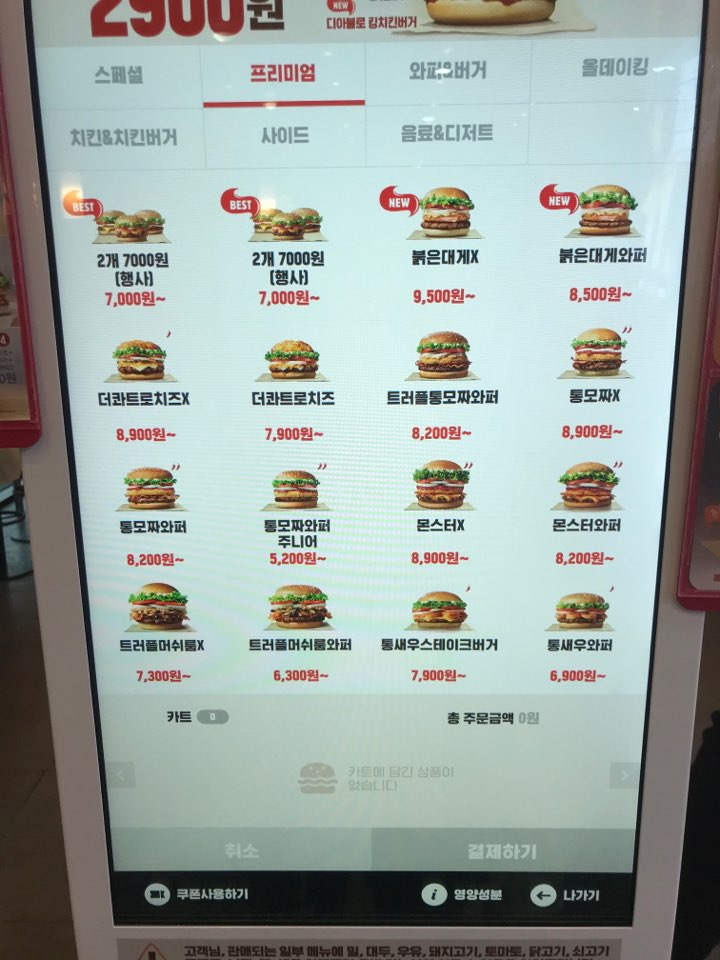 2900원
NEW
디아블로 킹치킨버거
스페셜
프리미엄
와퍼&버거
올데이킹
치킨&치킨버거
사이드
음료&디저트
BEST
BEST
NEW
NEW
2개 7000원
(행사)
7,000원~
2개 7000원
(행사)
7,000원~
붉은대게X
9,500원~
붉은대게와퍼
8,500원~
더콰트로치즈X
8,900원~
더콰트로치즈
7,900원~
트러플통모짜와퍼
8,200원~
통모짜X
8,900원~
통모짜와퍼
8,200원~
통모짜와퍼
주니어
5,200원~
몬스터X
8,900원~
몬스터와퍼
8,200원~
트러플머쉬룸X
7,300원~
트러플머쉬룸와퍼
6,300원~
통새우스테이크버거
7,900원~
통새우와퍼
6,900원~
카트 0
총 주문금액 0원
카트에 담긴 상품이
없습니다
취소
결제하기
쿠폰사용하기
영양성분
나가기
고객님, 판매되는 일부 메뉴에 밀, 대두, 우유, 돼지고기, 토마토, 닭고기, 쇠고기